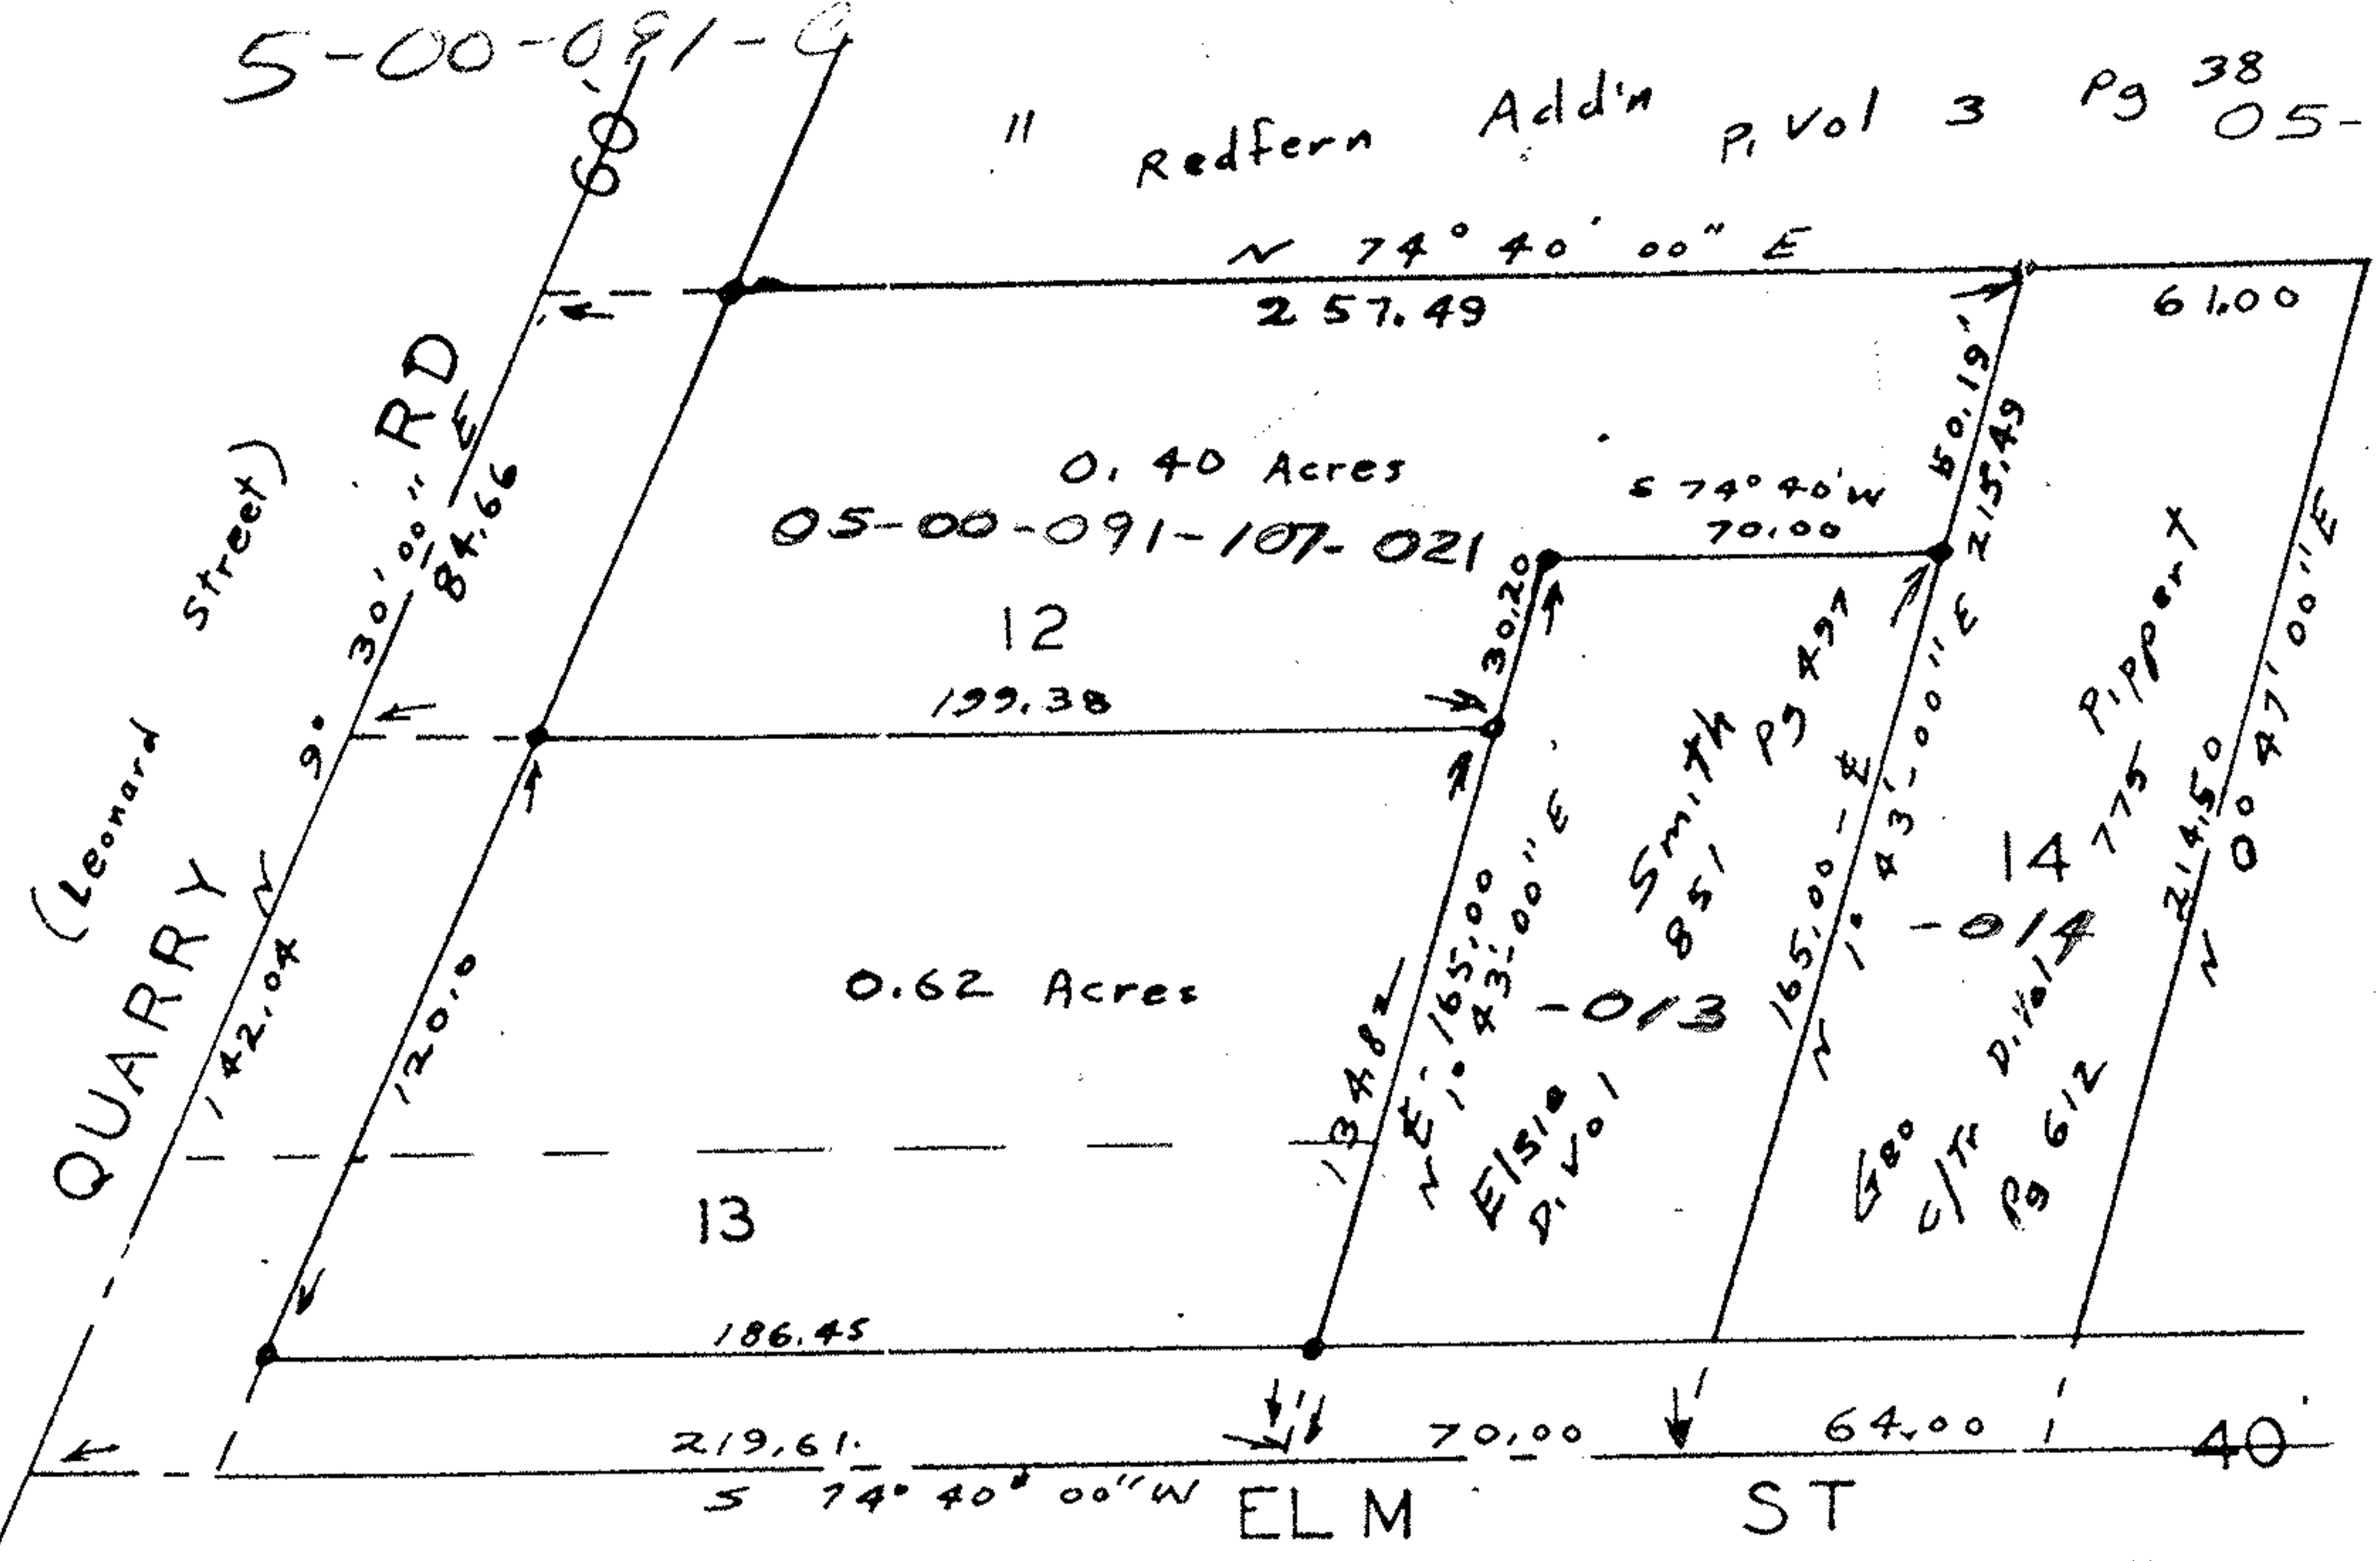 5-00-091-
60'
" Redfern Add'n P, Vol 3 Pg 38
05-
N 74° 40' 00" E
257.49
61.00
QUARRY RD
(Leonard Street)
N 9° 30' 00" E
84.66
142.04
50.19'
215.49
0.40 Acres
S 74° 40' W
05-00-091-107-021
70.00
12
30.20
199.38
120.0
0.62 Acres
134.82
165.00
N 1° 43'-00" E
Elsie Smith
D. Vol 851 Pg 497
-013
165.00
N 1° 43'-00" E
14
-014
Pippert
D. Vol 775
Pg 612
214.50
N 0° 47' 00" E
13
186.45
219.61
70.00
64.00
40
S 74° 40' 00" W
ELM ST